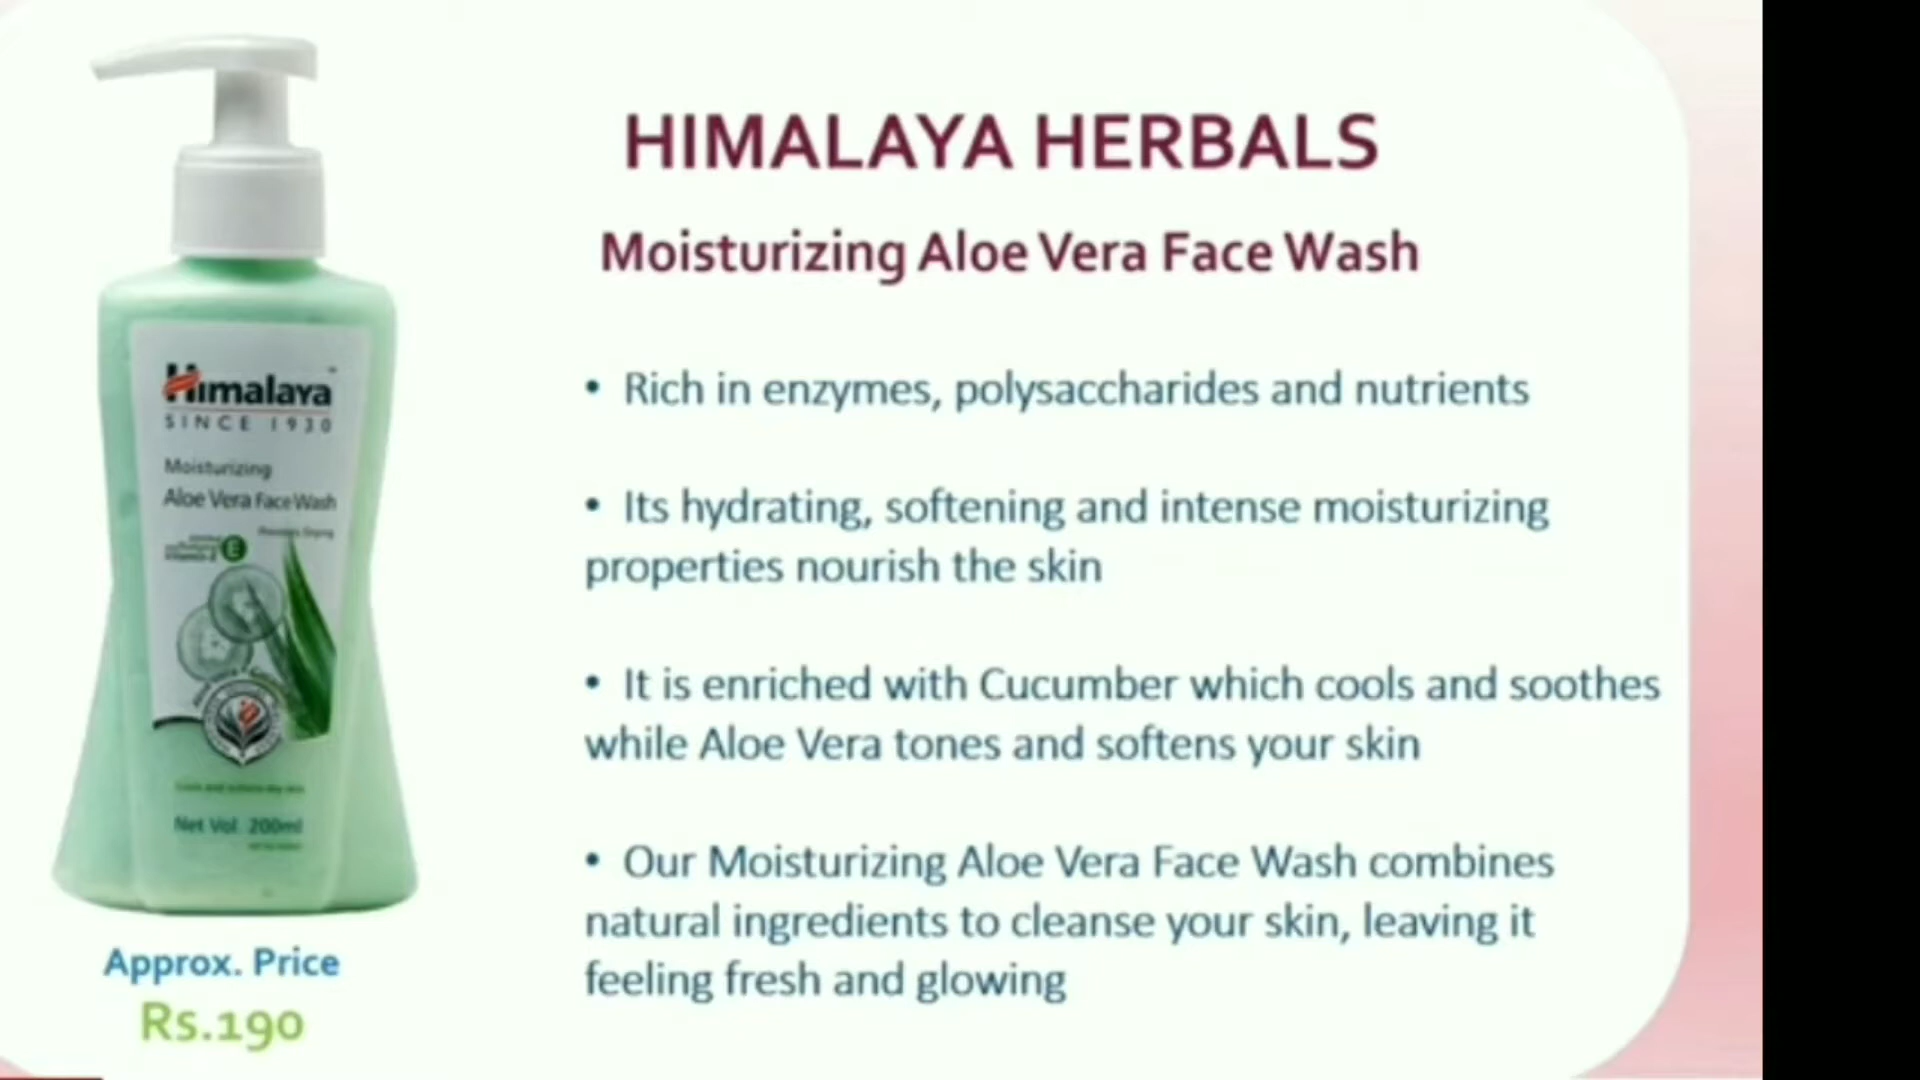 HIMALAYA HERBALS
Moisturizing Aloe Vera Face Wash
• Rich in enzymes, polysaccharides and nutrients
• Its hydrating, softening and intense moisturizing
properties nourish the skin
• It is enriched with Cucumber which cools and soothes
while Aloe Vera tones and softens your skin
• Our Moisturizing Aloe Vera Face Wash combines
natural ingredients to cleanse your skin, leaving it
feeling fresh and glowing
Himalaya
SINCE 1930
Moisturizing
Aloe Vera Face Wash
E
Net Vol. 200ml
Approx. Price
Rs.190